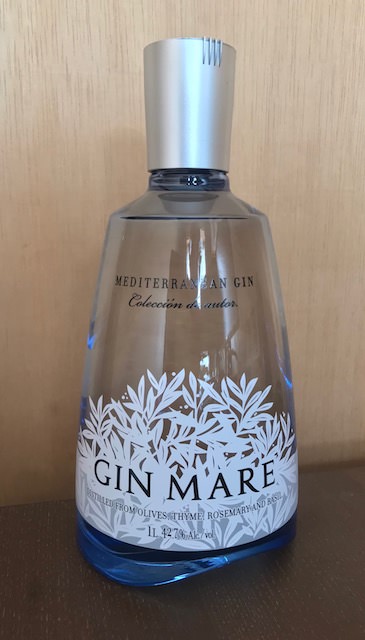 MEDITERRANEAN GIN
Colección de autor.
GIN MARE
DISTILLED FROM OLIVES, THYME, ROSEMARY AND BASIL
1L 42.7% Alc./vol.